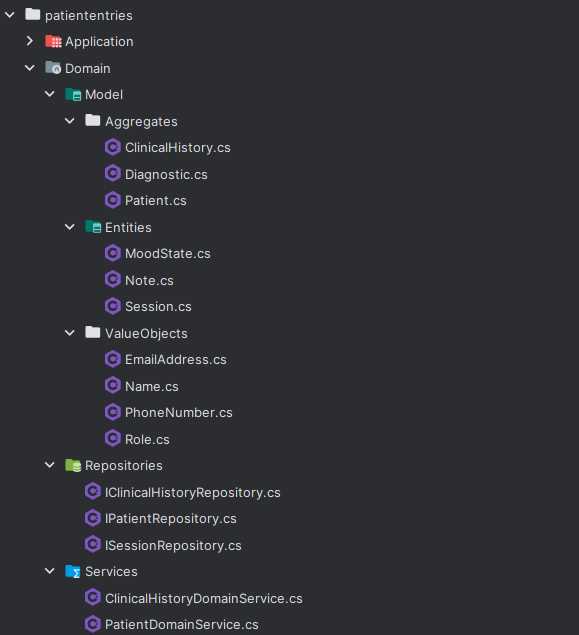 patiententries
Application
Domain
Model
Aggregates
ClinicalHistory.cs
Diagnostic.cs
Patient.cs
Entities
MoodState.cs
Note.cs
Session.cs
ValueObjects
EmailAddress.cs
Name.cs
PhoneNumber.cs
Role.cs
Repositories
IClinicalHistoryRepository.cs
IPatientRepository.cs
ISessionRepository.cs
Services
ClinicalHistoryDomainService.cs
PatientDomainService.cs